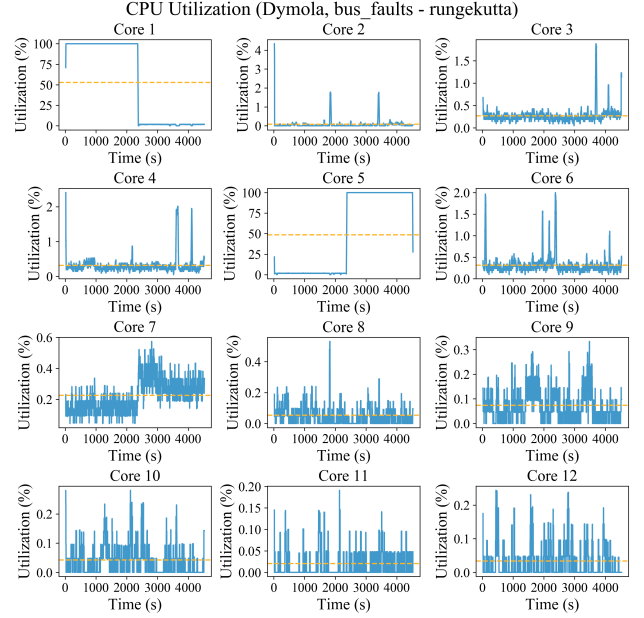 CPU Utilization (Dymola, bus_faults - rungekutta)
Core 1
Core 2
Core 3
Utilization (%)
100
75
50
25
0
0 1000 2000 3000 4000
Time (s)
Utilization (%)
4
3
2
1
0
0 1000 2000 3000 4000
Time (s)
Utilization (%)
1.5
1.0
0.5
0.0
0 1000 2000 3000 4000
Time (s)
Core 4
Core 5
Core 6
Utilization (%)
2
1
0
0 1000 2000 3000 4000
Time (s)
Utilization (%)
100
75
50
25
0
0 1000 2000 3000 4000
Time (s)
Utilization (%)
2.0
1.5
1.0
0.5
0.0
0 1000 2000 3000 4000
Time (s)
Core 7
Core 8
Core 9
Utilization (%)
0.6
0.4
0.2
0 1000 2000 3000 4000
Time (s)
Utilization (%)
0.4
0.2
0.0
0 1000 2000 3000 4000
Time (s)
Utilization (%)
0.3
0.2
0.1
0.0
0 1000 2000 3000 4000
Time (s)
Core 10
Core 11
Core 12
Utilization (%)
0.2
0.1
0.0
0 1000 2000 3000 4000
Time (s)
Utilization (%)
0.20
0.15
0.10
0.05
0.00
0 1000 2000 3000 4000
Time (s)
Utilization (%)
0.2
0.1
0.0
0 1000 2000 3000 4000
Time (s)